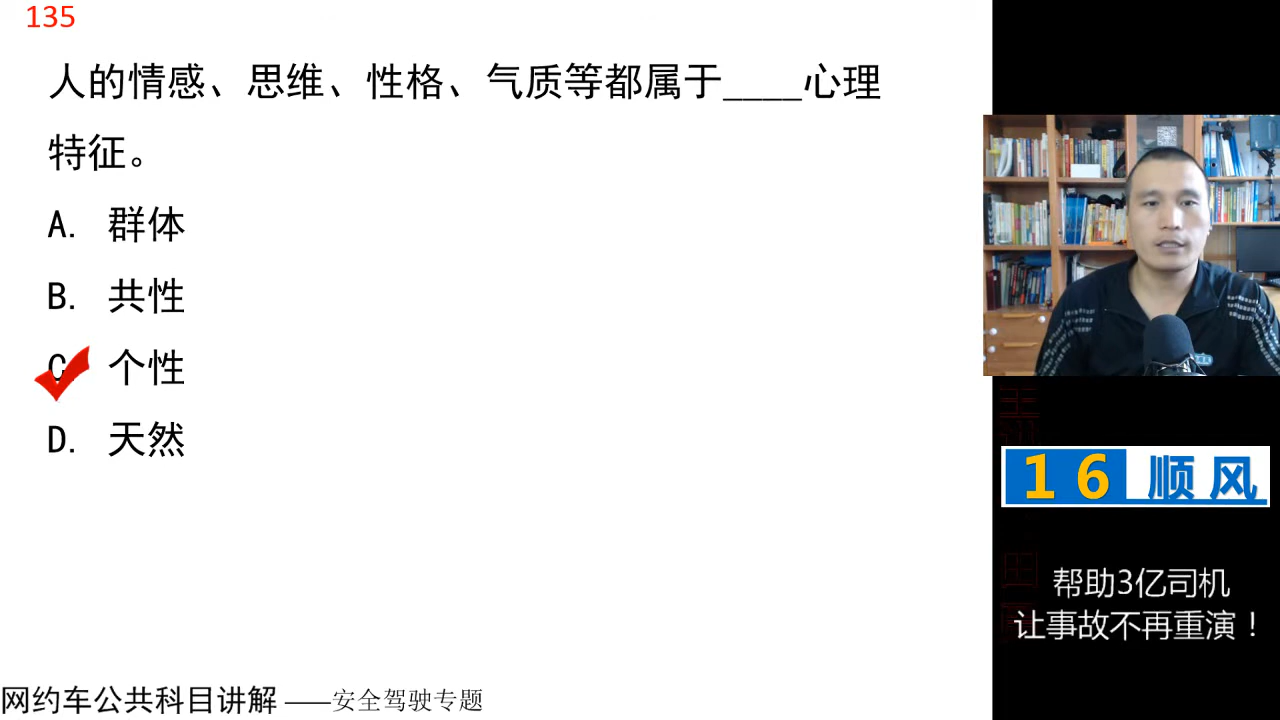 135
人的情感、思维、性格、气质等都属于____心理
特征。
A. 群体
B. 共性
C. 个性
D. 天然
16顺风
帮助3亿司机
让事故不再重演！
网约车公共科目讲解 ——安全驾驶专题